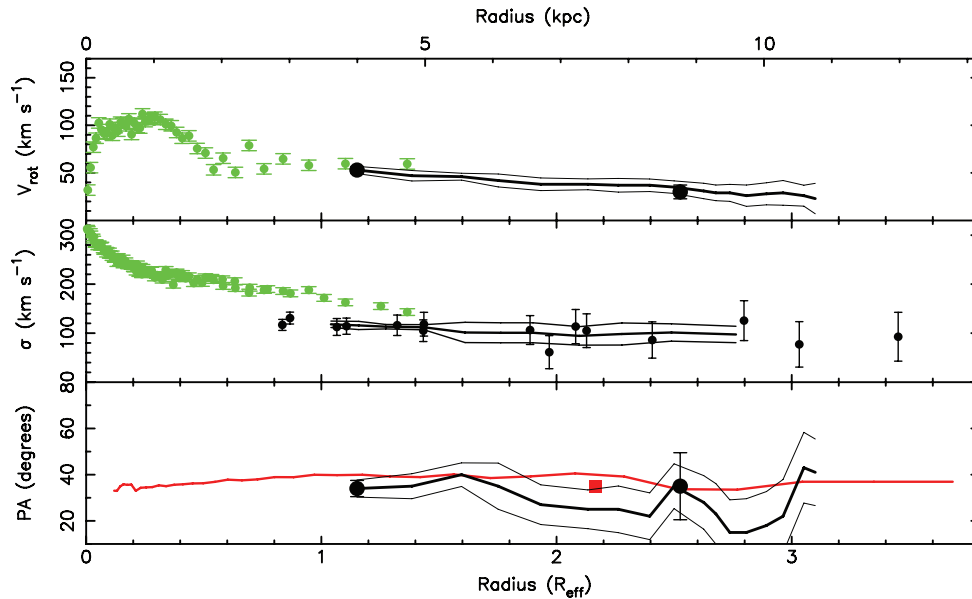 Radius (kpc)
0 5 10
V_rot (km s⁻¹)
150
100
50
σ (km s⁻¹)
300
200
100
PA (degrees)
80
60
40
20
0 1 2 3
Radius (R_eff)